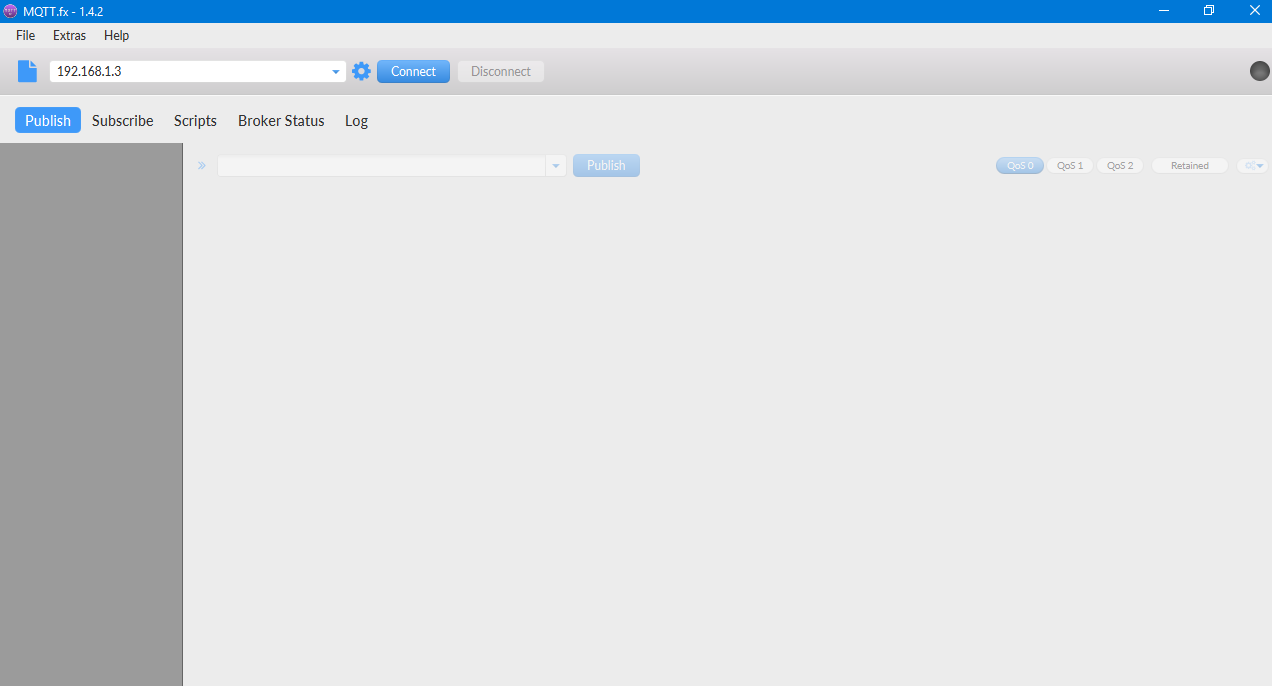 MQTT.fx - 1.4.2
File Extras Help
192.168.1.3 Connect Disconnect
Publish Subscribe Scripts Broker Status Log
Publish QoS 0 QoS 1 QoS 2 Retained